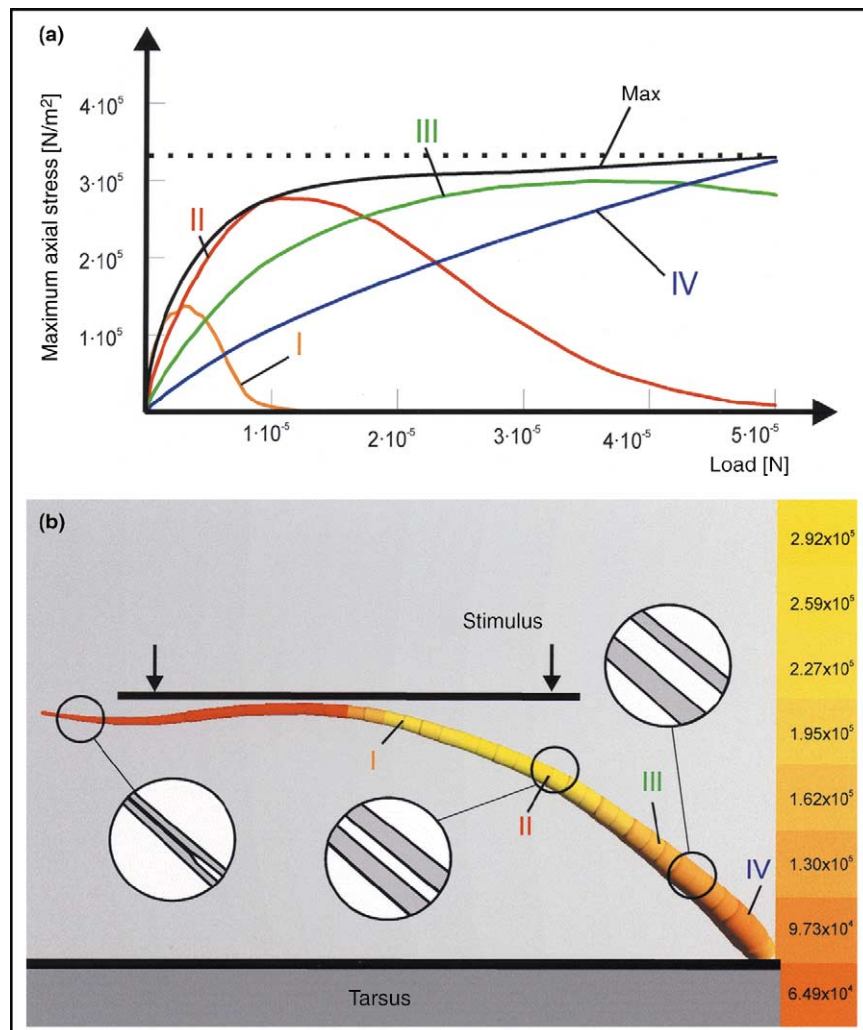 (a)
Maximum axial stress [N/m²]
4·10⁵
3·10⁵
2·10⁵
1·10⁵
Max
III
II
IV
I
1·10⁻⁵
2·10⁻⁵
3·10⁻⁵
4·10⁻⁵
5·10⁻⁵
Load [N]
(b)
Stimulus
I
II
III
IV
Tarsus
2.92x10⁵
2.59x10⁵
2.27x10⁵
1.95x10⁵
1.62x10⁵
1.30x10⁵
9.73x10⁴
6.49x10⁴